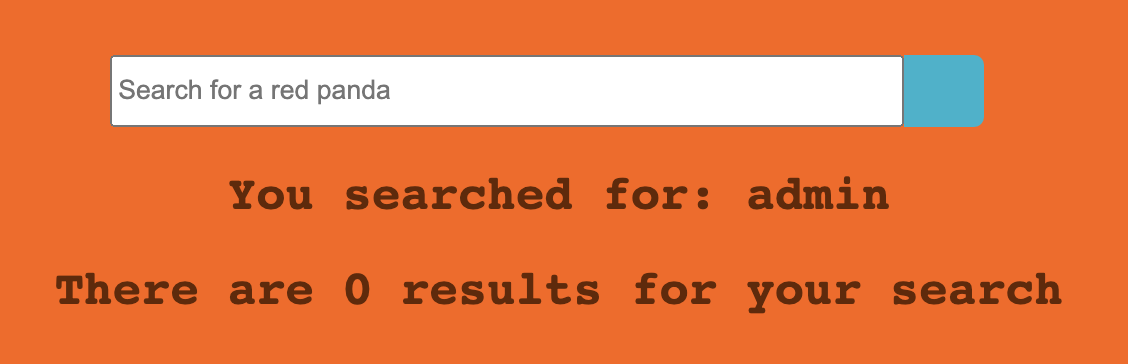 Search for a red panda
You searched for: admin
There are 0 results for your search